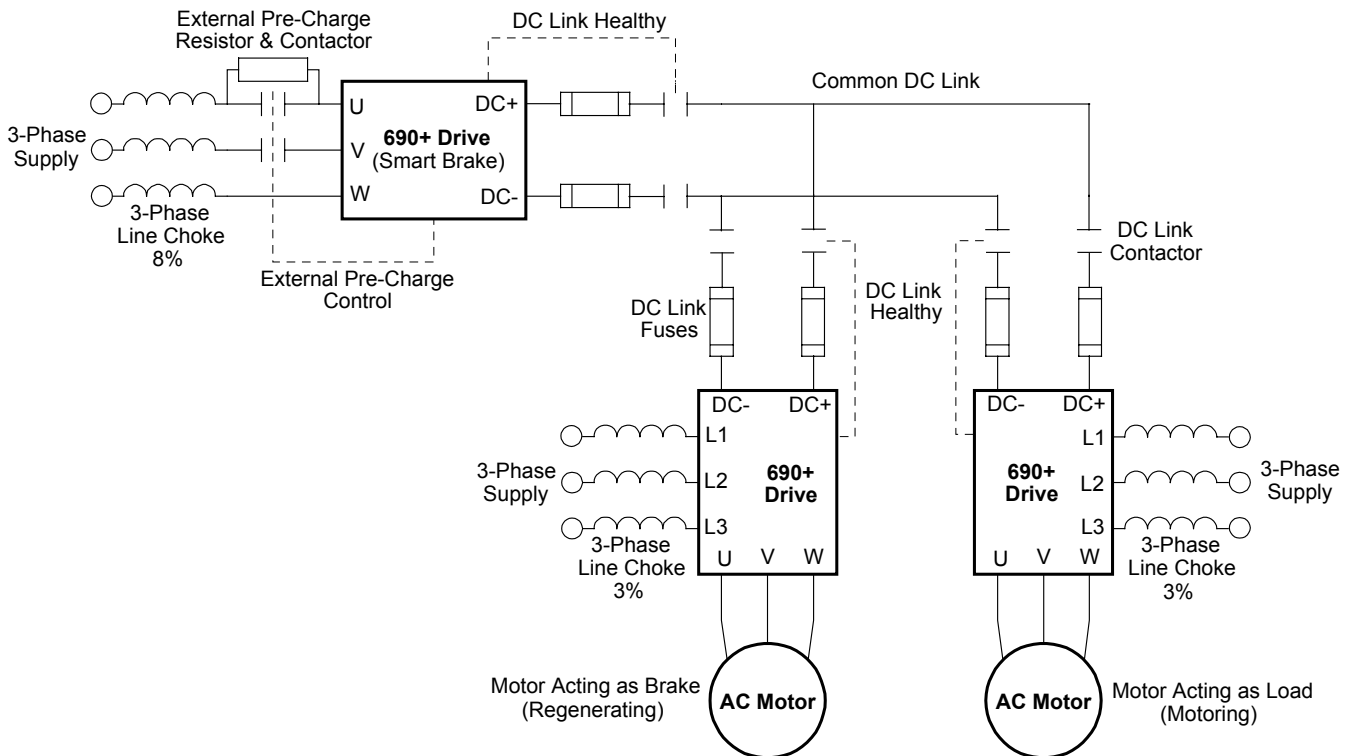 External Pre-Charge
Resistor & Contactor
DC Link Healthy
Common DC Link
3-Phase
Supply
U
V
W
690+ Drive
(Smart Brake)
DC+
DC-
3-Phase
Line Choke
8%
External Pre-Charge
Control
DC Link
Fuses
DC Link
Healthy
DC Link
Contactor
DC- DC+
L1
L2
L3
690+
Drive
U V W
3-Phase
Supply
3-Phase
Line Choke
3%
DC- DC+
L1
L2
L3
690+
Drive
U V W
3-Phase
Supply
3-Phase
Line Choke
3%
Motor Acting as Brake
(Regenerating)
AC Motor
AC Motor
Motor Acting as Load
(Motoring)